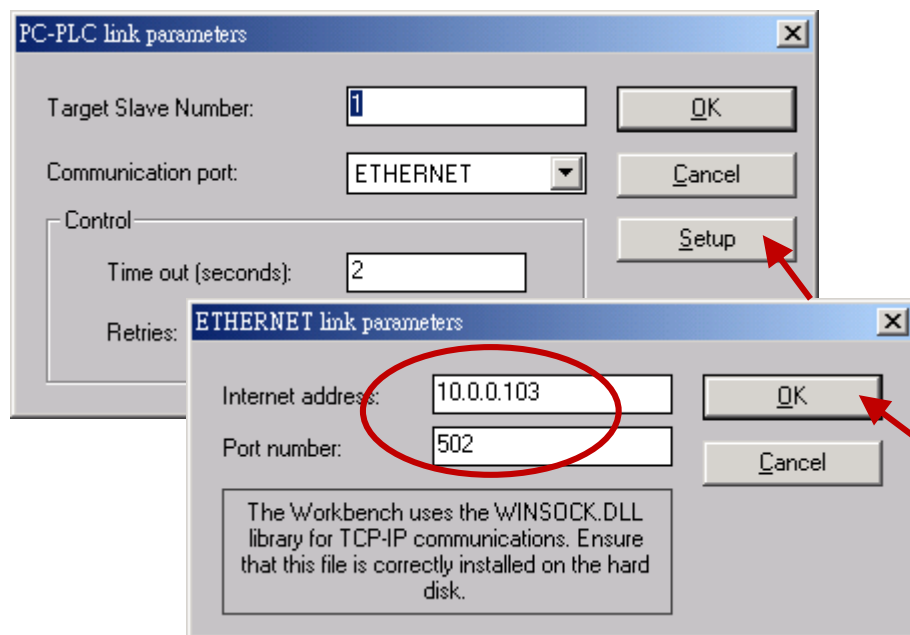 PC-PLC link parameters
Target Slave Number: 1 OK
Communication port: ETHERNET Cancel
Control Setup
Time out (seconds): 2
Retries:
ETHERNET link parameters
Internet address: 10.0.0.103 OK
Port number: 502 Cancel
The Workbench uses the WINSOCK.DLL
library for TCP-IP communications. Ensure
that this file is correctly installed on the hard
disk.